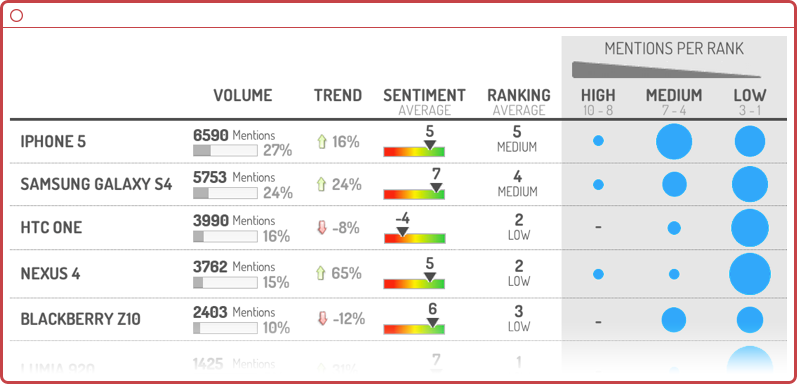 MENTIONS PER RANK
VOLUME TREND SENTIMENT RANKING HIGH MEDIUM LOW
AVERAGE AVERAGE 10 - 8 7 - 4 3 - 1
IPHONE 5 6590 Mentions 27% 16% 5 5 MEDIUM
SAMSUNG GALAXY S4 5753 Mentions 24% 24% 7 4 MEDIUM
HTC ONE 3990 Mentions 16% -8% -4 2 LOW -
NEXUS 4 3762 Mentions 15% 65% 5 2 LOW
BLACKBERRY Z10 2403 Mentions 10% -12% 6 3 LOW -
1425 Mentions 7 1